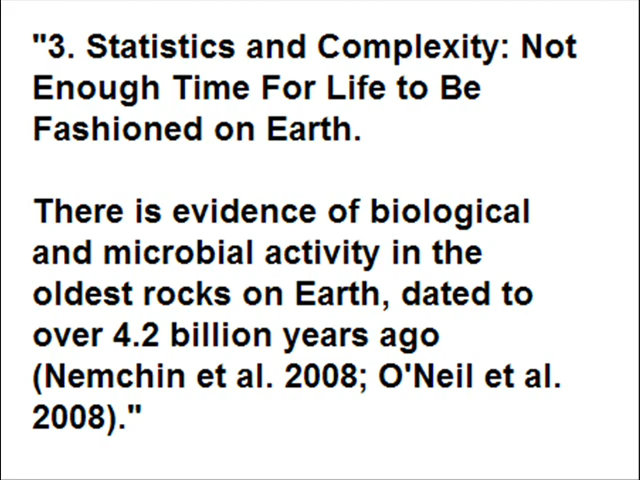 "3. Statistics and Complexity: Not
Enough Time For Life to Be
Fashioned on Earth.
There is evidence of biological
and microbial activity in the
oldest rocks on Earth, dated to
over 4.2 billion years ago
(Nemchin et al. 2008; O'Neil et al.
2008)."